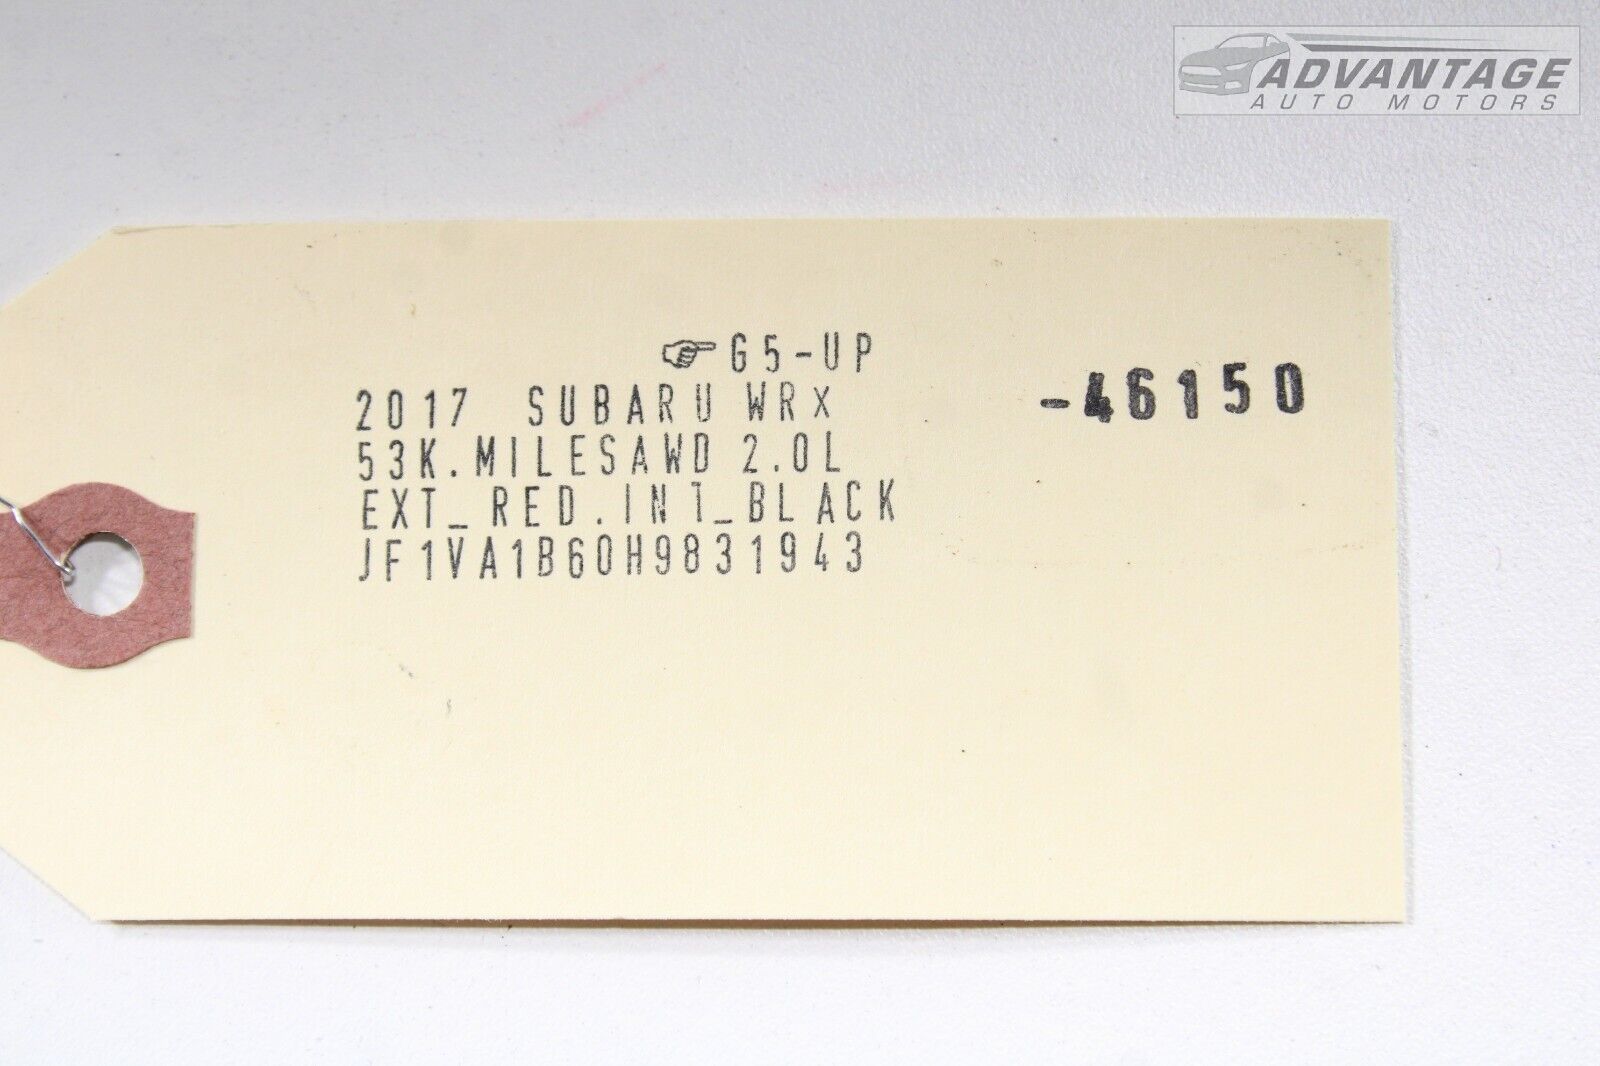 ADVANTAGE
AUTO MOTORS
☞G5-UP
2017 SUBARU WRX
-46150
53K.MILESAWD 2.0L
EXT_RED.INT_BLACK
JF1VA1B60H9831943